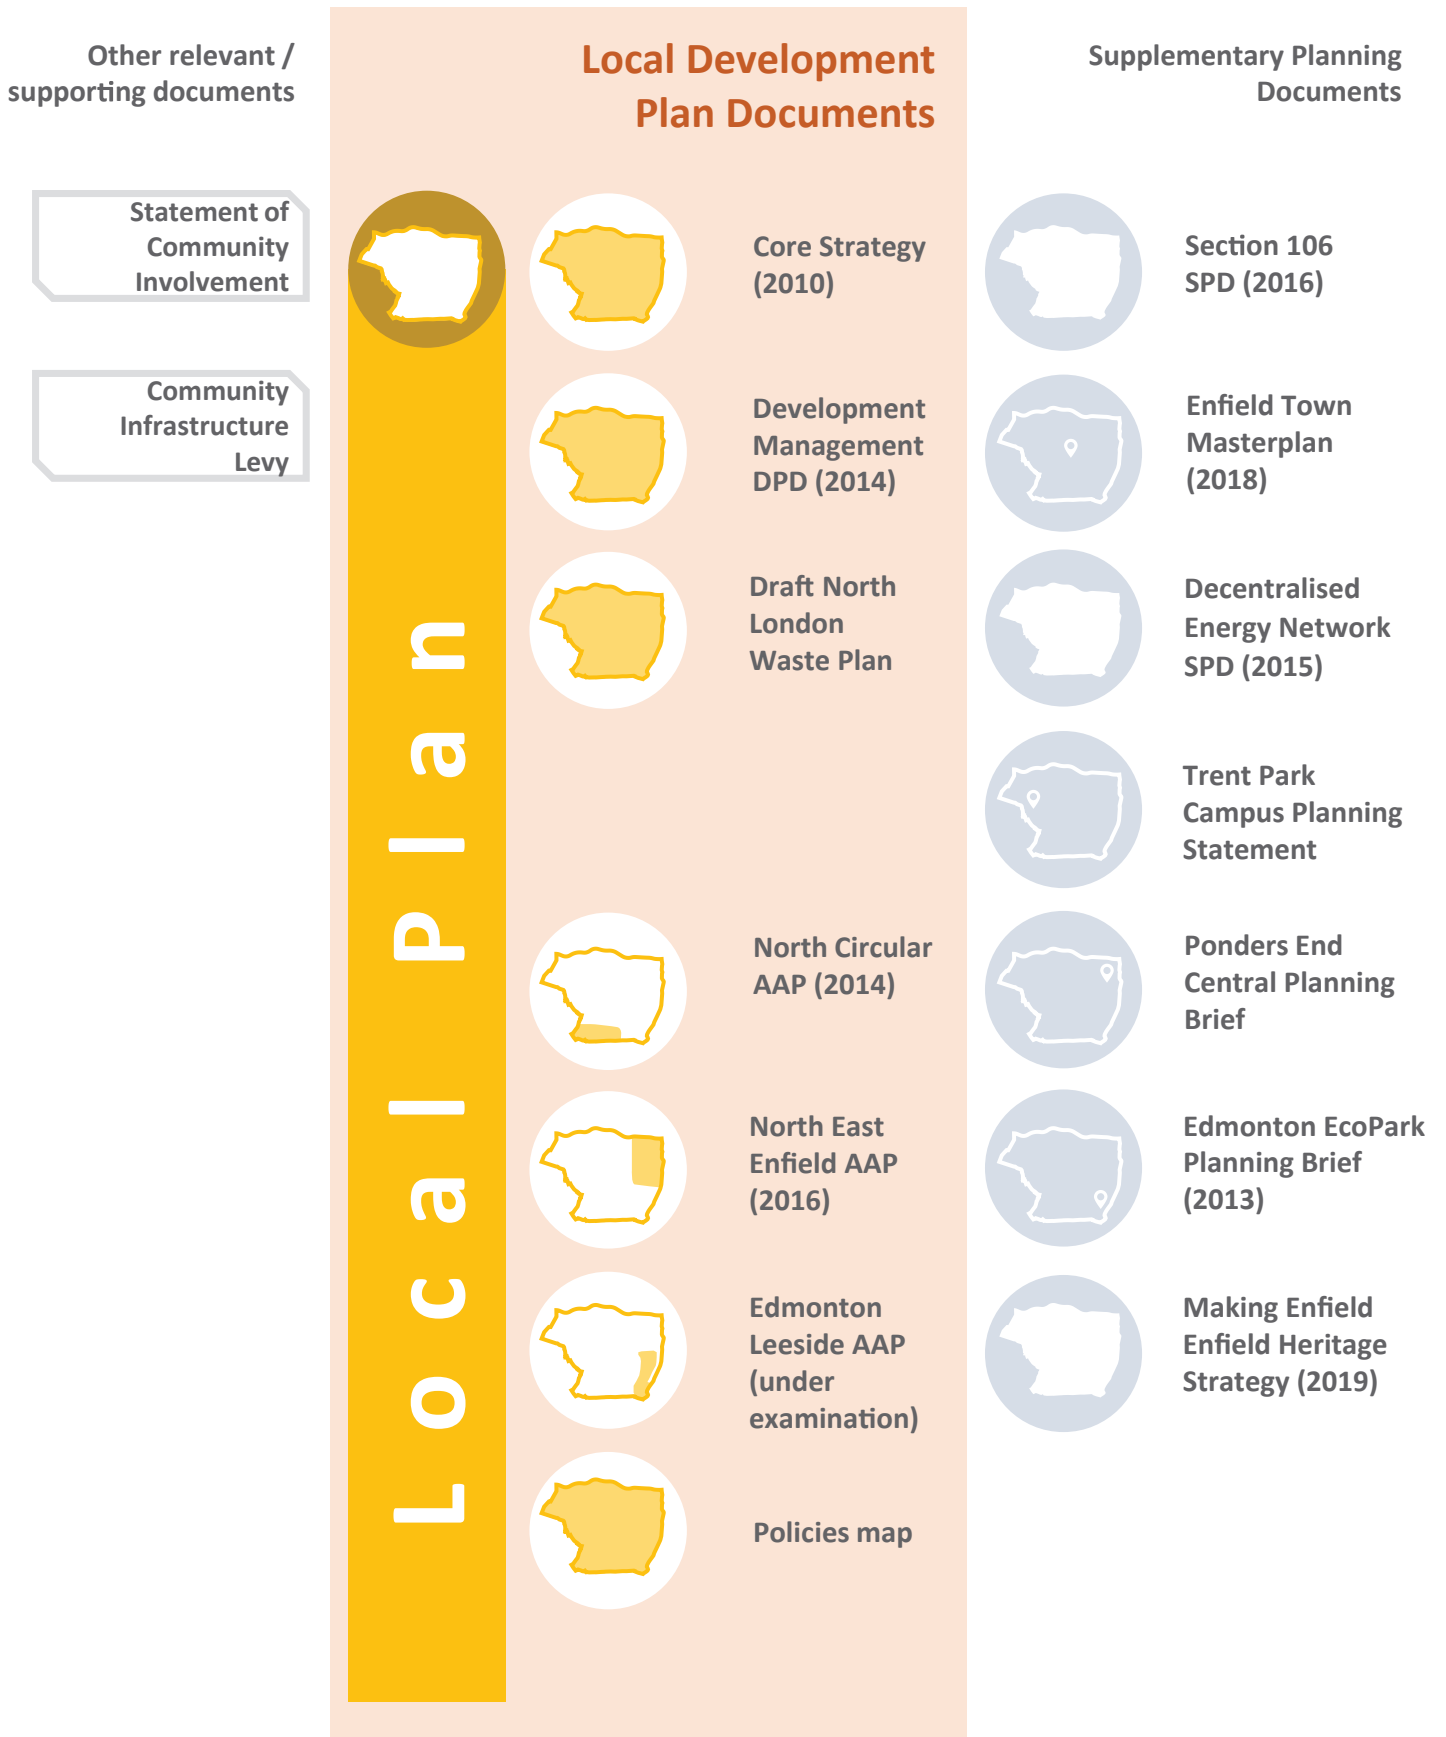 Other relevant /
supporting documents
Statement of
Community
Involvement
Community
Infrastructure
Levy
Local Development
Plan Documents
Local Plan
Core Strategy
(2010)
Development
Management
DPD (2014)
Draft North
London
Waste Plan
North Circular
AAP (2014)
North East
Enfield AAP
(2016)
Edmonton
Leeside AAP
(under
examination)
Policies map
Supplementary Planning
Documents
Section 106
SPD (2016)
Enfield Town
Masterplan
(2018)
Decentralised
Energy Network
SPD (2015)
Trent Park
Campus Planning
Statement
Ponders End
Central Planning
Brief
Edmonton EcoPark
Planning Brief
(2013)
Making Enfield
Enfield Heritage
Strategy (2019)